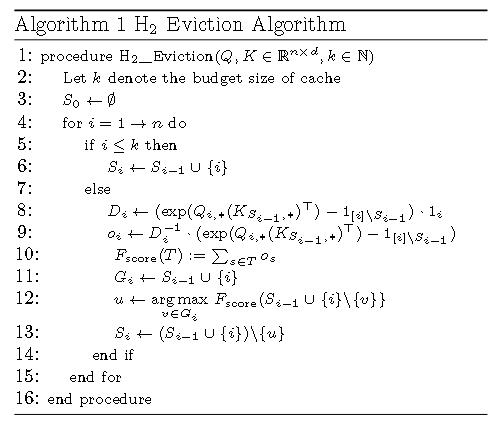 Algorithm 1 H₂ Eviction Algorithm
1: procedure H₂_Eviction(Q, K ∈ ℝⁿˣᵈ, k ∈ ℕ)
2: Let k denote the budget size of cache
3: S₀ ← ∅
4: for i = 1 → n do
5: if i ≤ k then
6: Sᵢ ← Sᵢ₋₁ ∪ {i}
7: else
8: Dᵢ ← (exp(Qᵢ,* (K_{Sᵢ₋₁,*})^⊤) − 1_{[i]\Sᵢ₋₁}) · 1ᵢ
9: oᵢ ← Dᵢ⁻¹ · (exp(Qᵢ,* (K_{Sᵢ₋₁,*})^⊤) − 1_{[i]\Sᵢ₋₁})
10: F_score(T) := ∑_{s∈T} oₛ
11: Gᵢ ← Sᵢ₋₁ ∪ {i}
12: u ← arg max_{v∈Gᵢ} F_score(Sᵢ₋₁ ∪ {i}\{v}}
13: Sᵢ ← (Sᵢ₋₁ ∪ {i})\{u}
14: end if
15: end for
16: end procedure